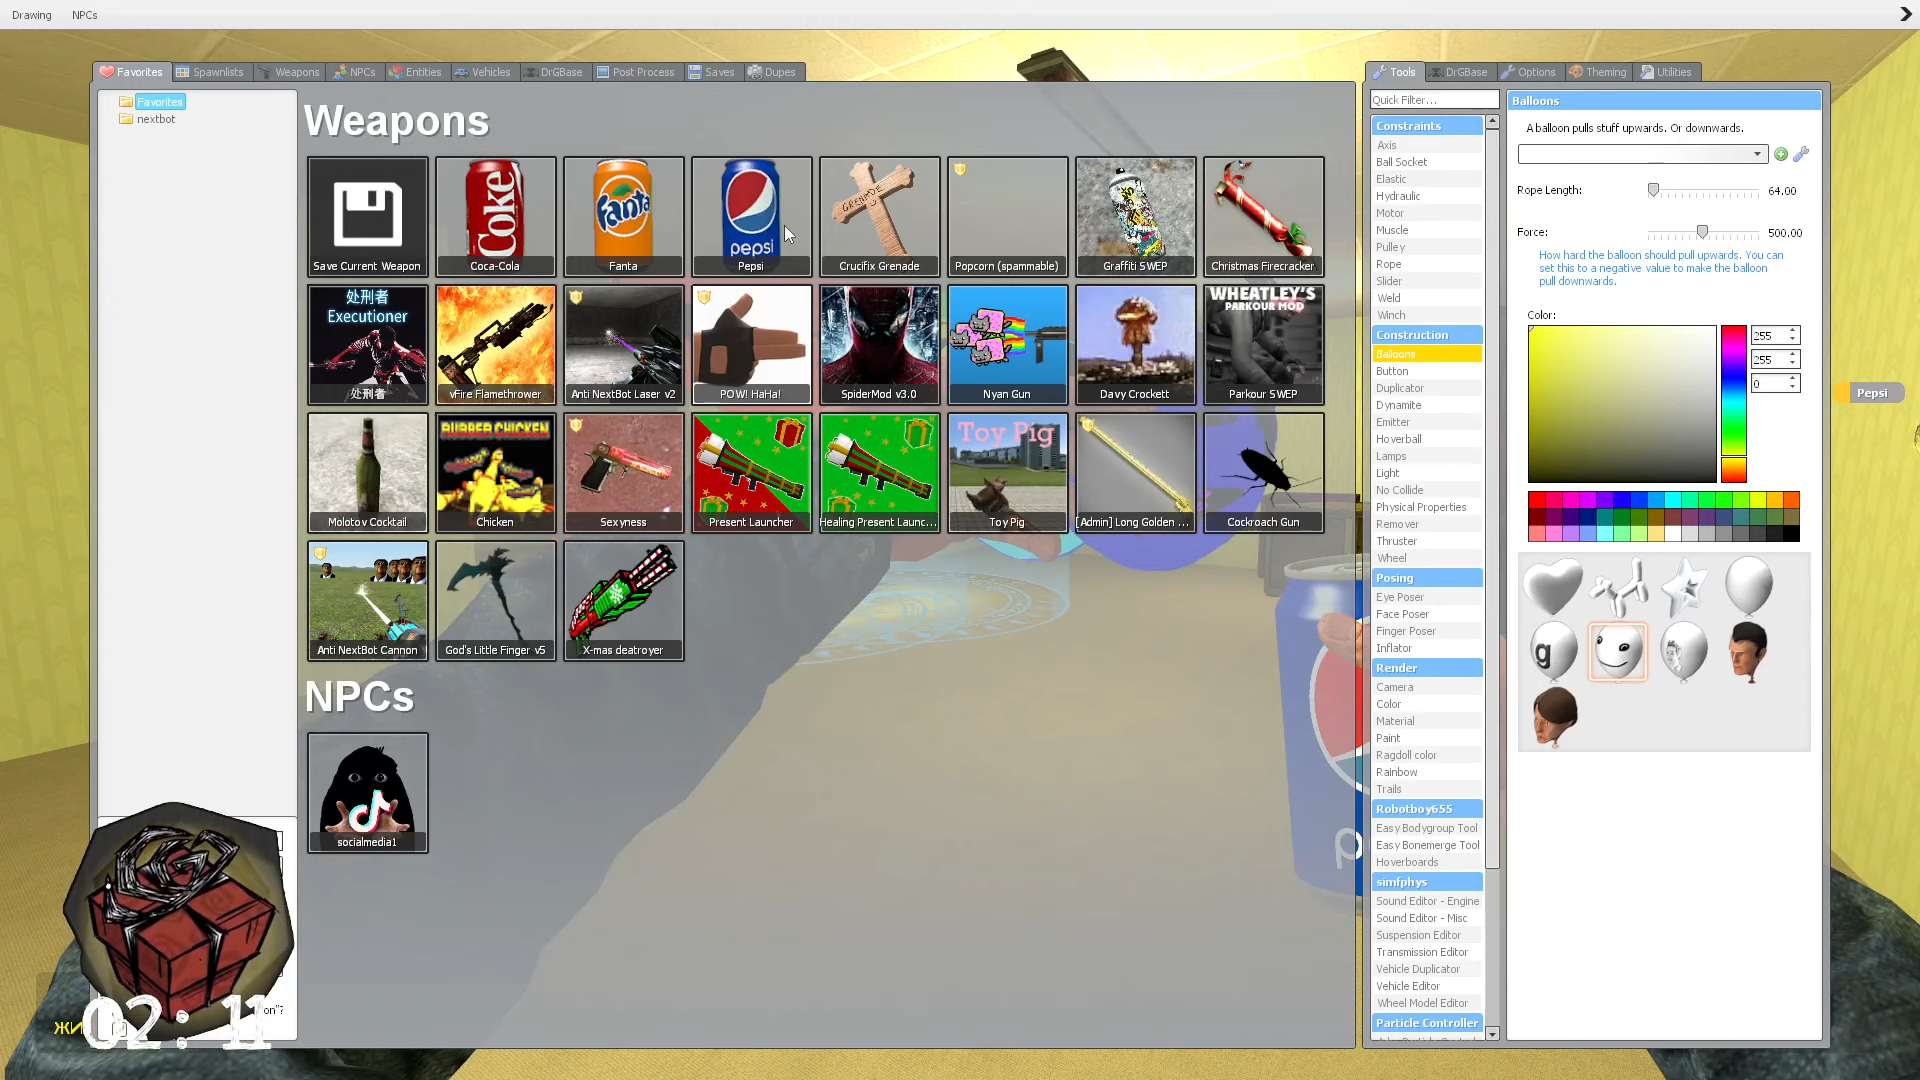 Drawing NPCs
Favorites Spawnlists Weapons NPCs Entities Vehicles DrGBase Post Process Saves Dupes
Tools DrGBase Options Theming Utilities
Favorites
nextbot
Weapons
Save Current Weapon
COKE
Coca-Cola
Fanta
Fanta
pepsi
Pepsi
GRENADE
Crucifix Grenade
Popcorn (spammable)
Graffiti SWEP
Christmas Firecracker
处刑者
Executioner
处刑者
vFire Flamethrower
Anti NextBot Laser v2
POW! HaHa!
SpiderMod v3.0
Nyan Gun
Davy Crockett
WHEATLEY'S
PARKOUR MOD
Parkour SWEP
Molotov Cocktail
RUBBER CHICKEN
Chicken
Sexyness
Present Launcher
Healing Present Launc...
Toy Pig
Toy Pig
[Admin] Long Golden ...
Cockroach Gun
Anti NextBot Cannon
God's Little Finger v5
X-mas deatroyer
NPCs
socialmedia1
on"?
жи
02:11
Quick Filter...
Constraints
Axis
Ball Socket
Elastic
Hydraulic
Motor
Muscle
Pulley
Rope
Slider
Weld
Winch
Construction
Balloons
Button
Duplicator
Dynamite
Emitter
Hoverball
Lamps
Light
No Collide
Physical Properties
Remover
Thruster
Wheel
Posing
Eye Poser
Face Poser
Finger Poser
Inflator
Render
Camera
Color
Material
Paint
Ragdoll color
Rainbow
Trails
Robotboy655
Easy Bodygroup Tool
Easy Bonemerge Tool
Hoverboards
simfphys
Sound Editor - Engine
Sound Editor - Misc
Suspension Editor
Transmission Editor
Vehicle Duplicator
Vehicle Editor
Wheel Model Editor
Particle Controller
Balloons
A balloon pulls stuff upwards. Or downwards.
Rope Length: 64.00
Force: 500.00
How hard the balloon should pull upwards. You can
set this to a negative value to make the balloon
pull downwards.
Color:
255
255
0
g
Pepsi